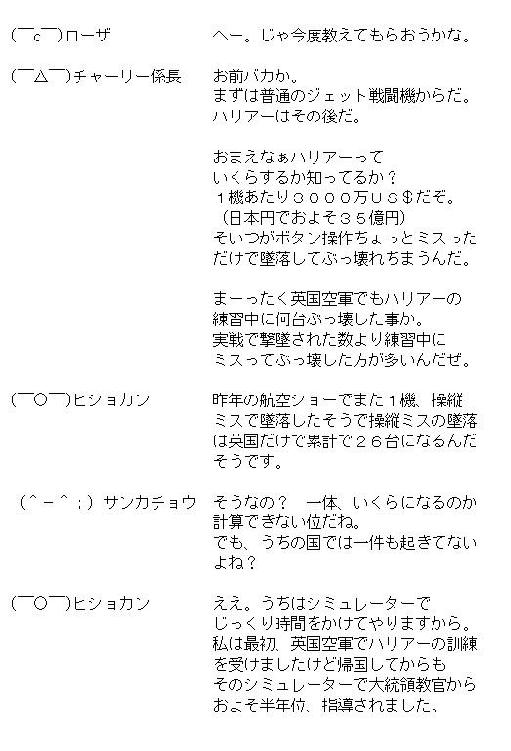 (￣c￣)ローザ　　へー。じゃ今度教えてもらおうかな。
(￣△￣)チャーリー係長　　お前バカか。
まずは普通のジェット戦闘機からだ。
ハリアーはその後だ。
おまえなぁハリアーって
いくらするか知ってるか？
１機あたり３０００万ＵＳ＄だぞ。
（日本円でおよそ３５億円）
そいつがボタン操作ちょっとミスった
だけで墜落してぶっ壊れちまうんだ。
まーったく英国空軍でもハリアーの
練習中に何台ぶっ壊した事か。
実戦で撃墜された数より練習中に
ミスってぶっ壊した方が多いんだぜ。
(￣○￣)ヒショカン　　昨年の航空ショーでまた１機、操縦
ミスで墜落したそうで操縦ミスの墜落
は英国だけで累計で２６台になるんだ
そうです。
（＾－＾；）サンカチョウ　　そうなの？　一体、いくらになるのか
計算できない位だね。
でも、うちの国では一件も起きてない
よね？
(￣○￣)ヒショカン　　ええ。うちはシミュレーターで
じっくり時間をかけてやりますから。
私は最初、英国空軍でハリアーの訓練
を受けましたけど帰国してからも
そのシミュレーターで大統領教官から
およそ半年位、指導されました、